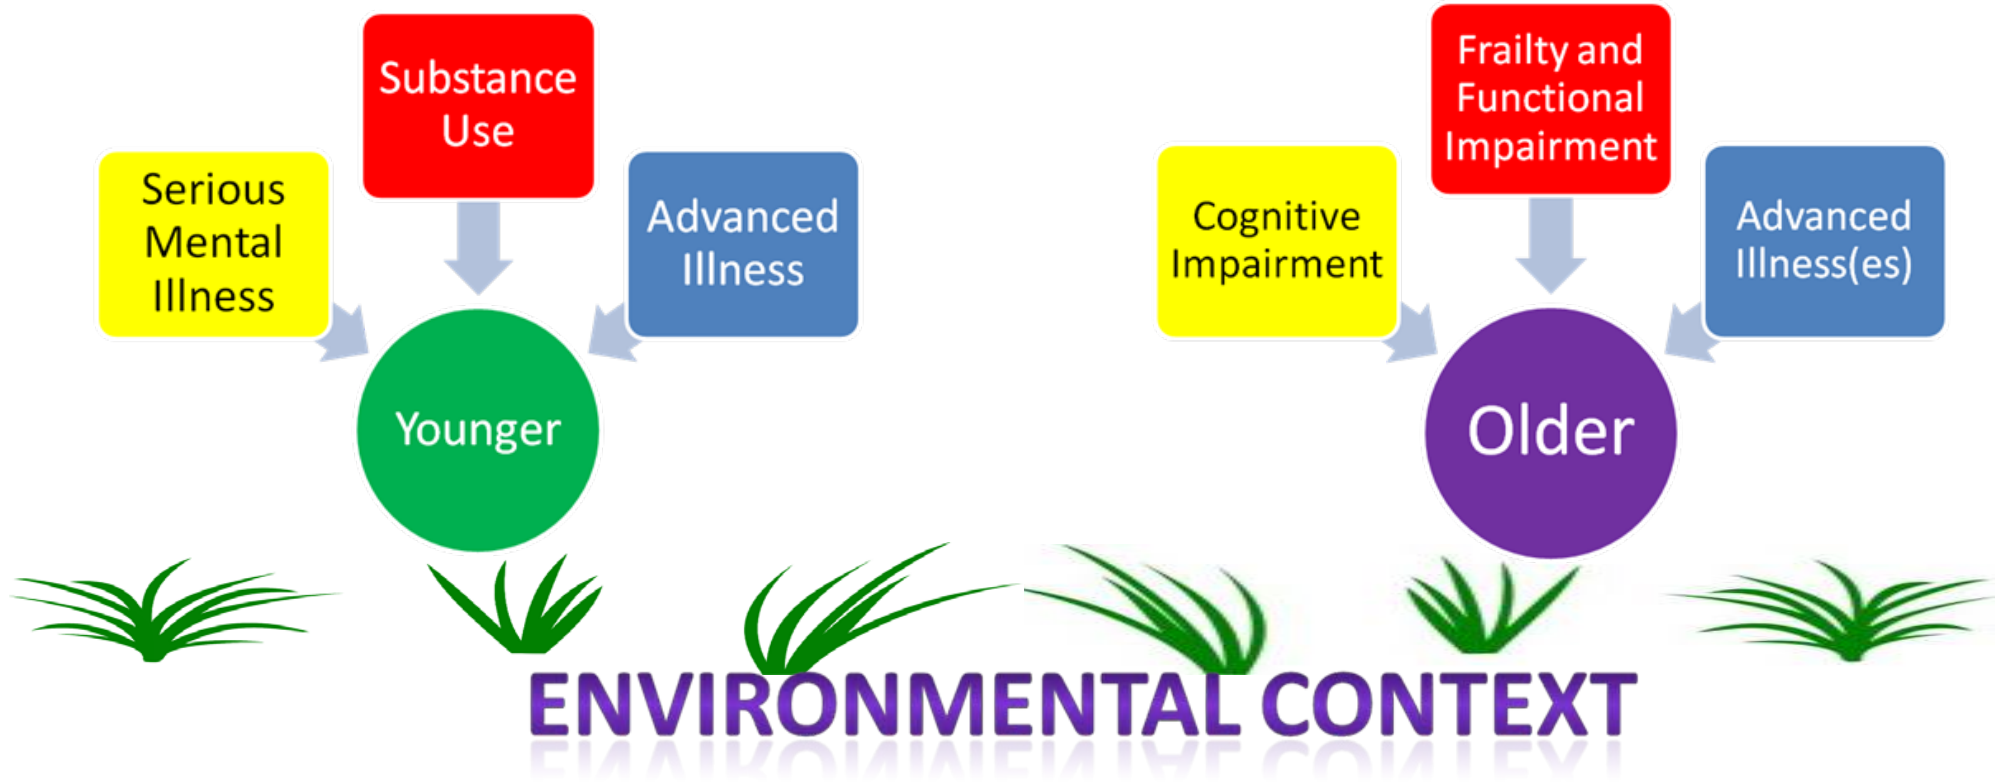 Substance
Use
Serious
Mental
Illness
Advanced
Illness
Younger
Frailty and
Functional
Impairment
Cognitive
Impairment
Advanced
Illness(es)
Older
ENVIRONMENTAL CONTEXT